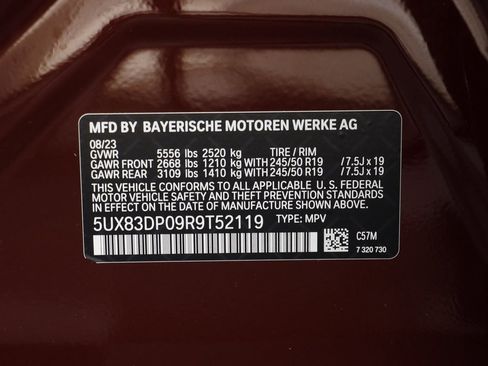 MFD BY BAYERISCHE MOTOREN WERKE AG
08/23
GVWR 5556 lbs 2520 kg TIRE / RIM
GAWR FRONT 2668 lbs 1210 kg WITH 245/50 R19 / 7.5J x 19
GAWR REAR 3109 lbs 1410 kg WITH 245/50 R19 / 7.5J x 19
THIS VEHICLE CONFORMS TO ALL APPLICABLE U. S. FEDERAL
MOTOR VEHICLE SAFETY AND THEFT PREVENTION STANDARDS IN
EFFECT ON THE DATE OF MANUFACTURE SHOWN ABOVE.
5UX83DP09R9T52119 TYPE: MPV
C57M
7 320 730